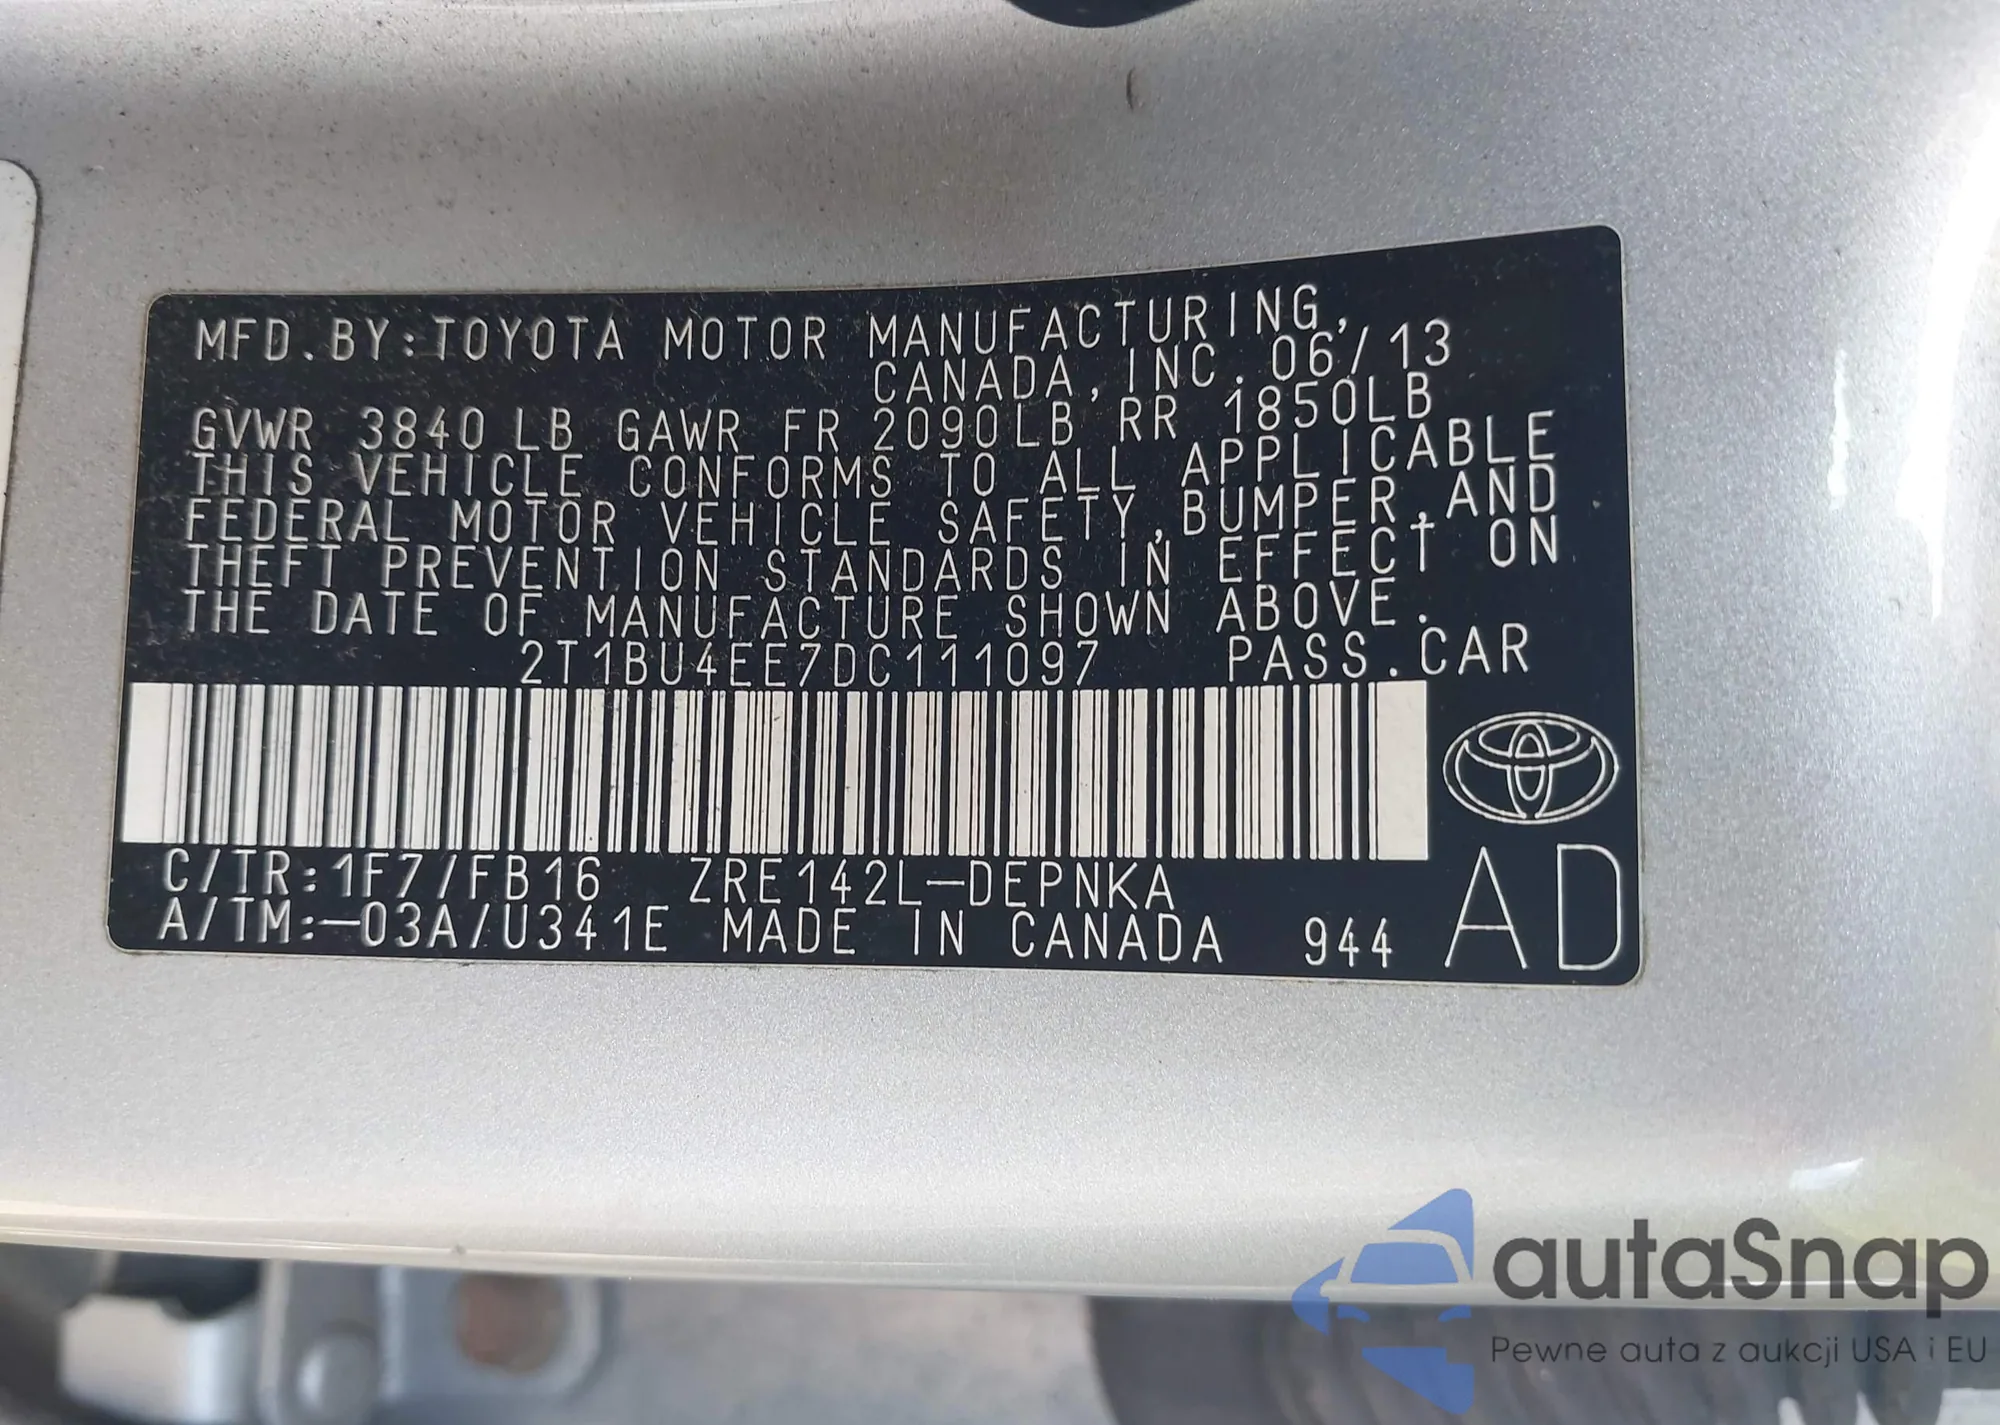 MFD.BY:TOYOTA MOTOR MANUFACTURING,
CANADA,INC. 06/13
GVWR 3840 LB GAWR FR 2090LB RR 1850LB
THIS VEHICLE CONFORMS TO ALL APPLICABLE
FEDERAL MOTOR VEHICLE SAFETY,BUMPER,AND
THEFT PREVENTION STANDARDS IN EFFECT ON
THE DATE OF MANUFACTURE SHOWN ABOVE.
2T1BU4EE7DC111097 PASS.CAR
C/TR:1F7/FB16 ZRE142L-DEPNKA
A/TM:-03A/U341E MADE IN CANADA 944 AD
autaSnap
Pewne auta z aukcji USA i EU